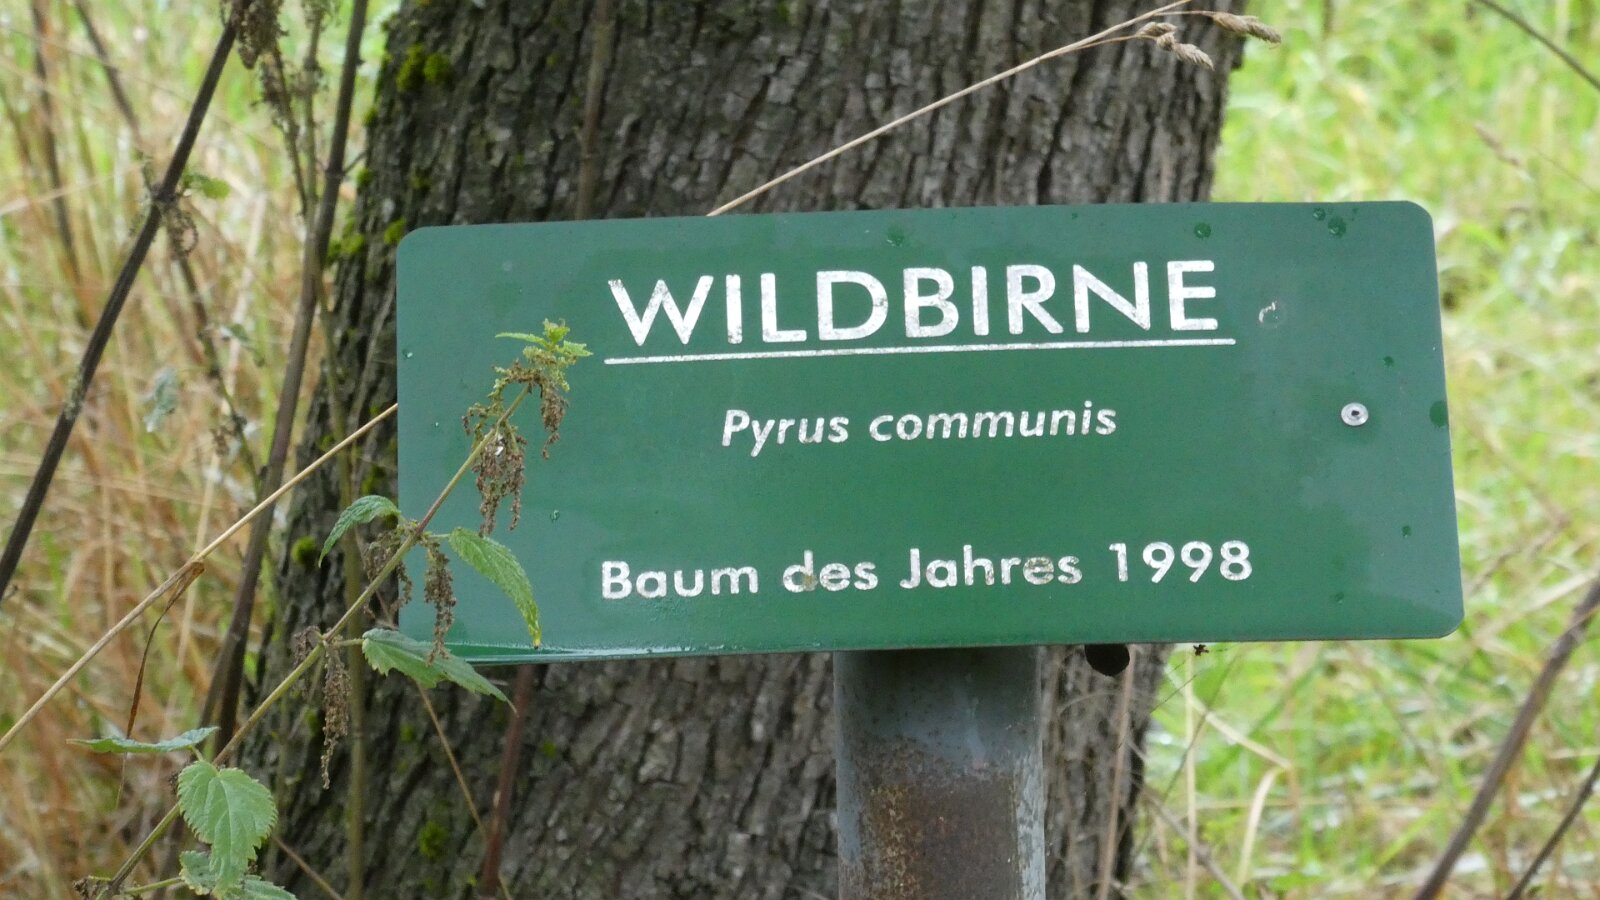 WILDBIRNE
Pyrus communis
Baum des Jahres 1998